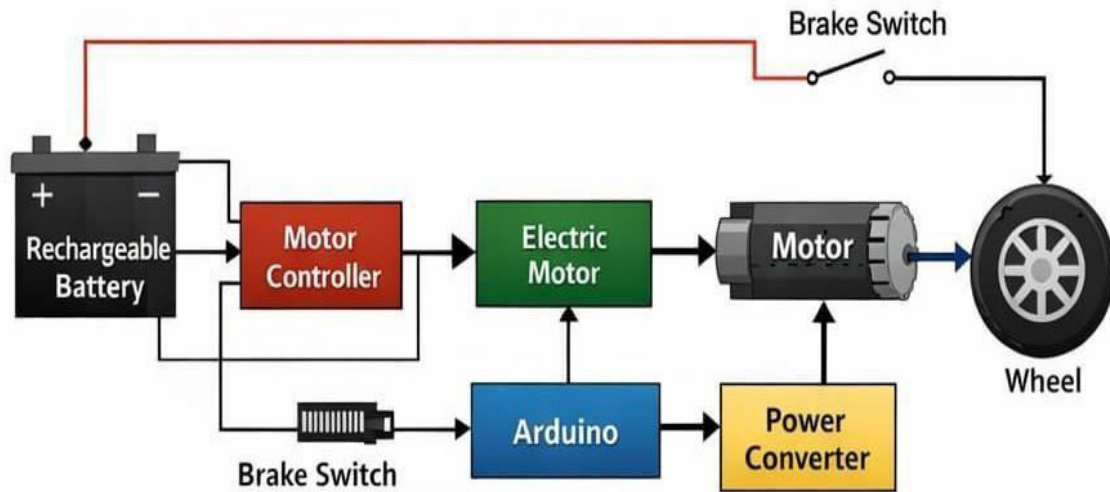 Brake Switch
+ −
Rechargeable
Battery
Motor
Controller
Electric
Motor
Motor
Wheel
Brake Switch
Arduino
Power
Converter